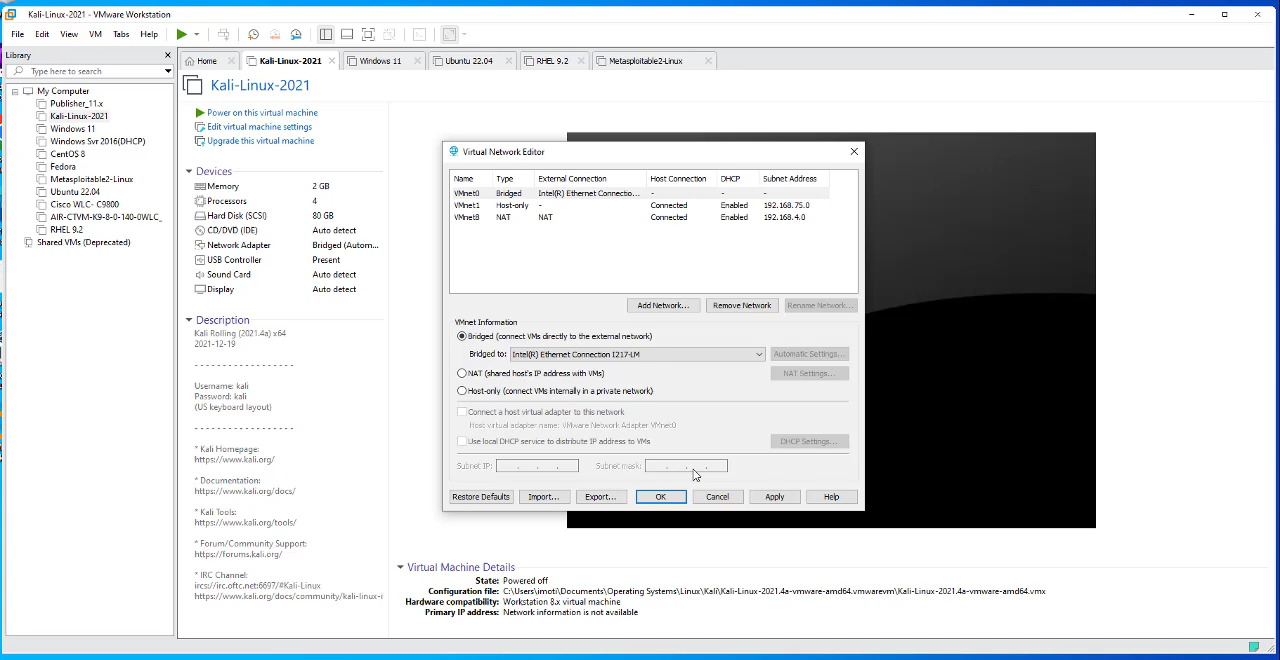 Kali-Linux-2021 - VMware Workstation
File Edit View VM Tabs Help
Library
Type here to search
My Computer
Publisher_11.x
Kali-Linux-2021
Windows 11
Windows Svr 2016(DHCP)
CentOS 8
Fedora
Metasploitable2-Linux
Ubuntu 22.04
Cisco WLC- C9800
AIR-CTVM-K9-8-0-140-0WLC_
RHEL 9.2
Shared VMs (Deprecated)
Home Kali-Linux-2021 Windows 11 Ubuntu 22.04 RHEL 9.2 Metasploitable2-Linux
Kali-Linux-2021
Power on this virtual machine
Edit virtual machine settings
Upgrade this virtual machine
Devices
Memory 2 GB
Processors 4
Hard Disk (SCSI) 80 GB
CD/DVD (IDE) Auto detect
Network Adapter Bridged (Autom...
USB Controller Present
Sound Card Auto detect
Display Auto detect
Description
Kali Rolling (2021.4a) x64
2021-12-19
- - - - - - - - - - - - - - - - - -
Username: kali
Password: kali
(US keyboard layout)
- - - - - - - - - - - - - - - - - -
* Kali Homepage:
https://www.kali.org/
* Documentation:
https://www.kali.org/docs/
* Kali Tools:
https://www.kali.org/tools/
* Forum/Community Support:
https://forums.kali.org/
* IRC Channel:
ircs://irc.oftc.net:6697/#Kali-Linux
https://www.kali.org/docs/community/kali-linux-i
Virtual Network Editor
Name Type External Connection Host Connection DHCP Subnet Address
VMnet0 Bridged Intel(R) Ethernet Connectio... - - -
VMnet1 Host-only - Connected Enabled 192.168.75.0
VMnet8 NAT NAT Connected Enabled 192.168.4.0
Add Network... Remove Network Rename Network...
VMnet Information
Bridged (connect VMs directly to the external network)
Bridged to: Intel(R) Ethernet Connection I217-LM Automatic Settings...
NAT (shared host's IP address with VMs) NAT Settings...
Host-only (connect VMs internally in a private network)
Connect a host virtual adapter to this network
Host virtual adapter name: VMware Network Adapter VMnet0
Use local DHCP service to distribute IP address to VMs DHCP Settings...
Subnet IP: . . . Subnet mask: . . .
Restore Defaults Import... Export... OK Cancel Apply Help
Virtual Machine Details
State: Powered off
Configuration file: C:\Users\imoti\Documents\Operating Systems\Linux\Kali\Kali-Linux-2021.4a-vmware-amd64.vmwarevm\Kali-Linux-2021.4a-vmware-amd64.vmx
Hardware compatibility: Workstation 8.x virtual machine
Primary IP address: Network information is not available